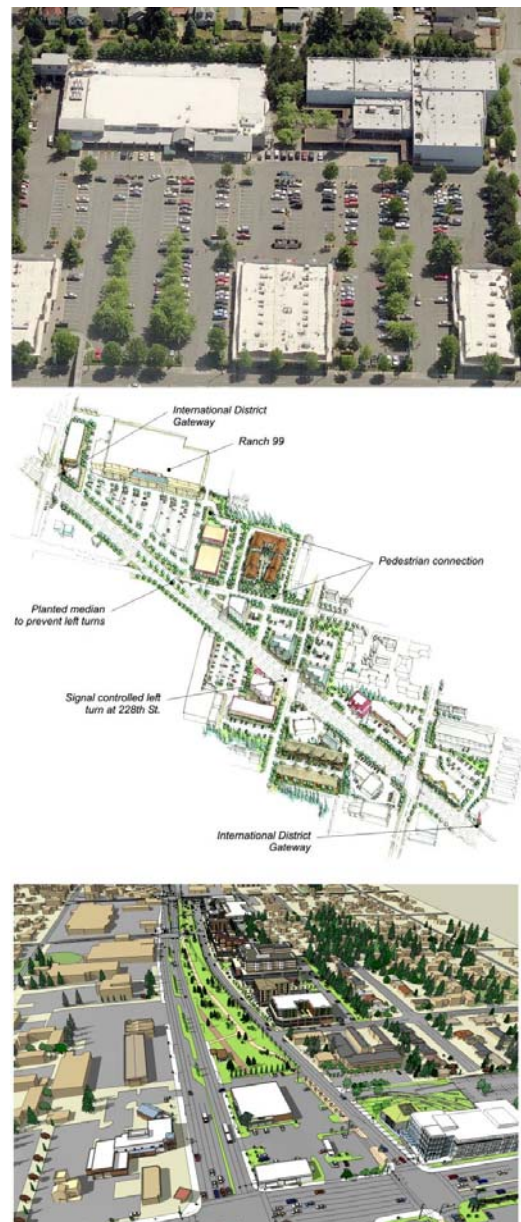 International District
Gateway
Ranch 99
Pedestrian connection
Planted median
to prevent left turns
Signal controlled left
turn at 228th St.
International District
Gateway